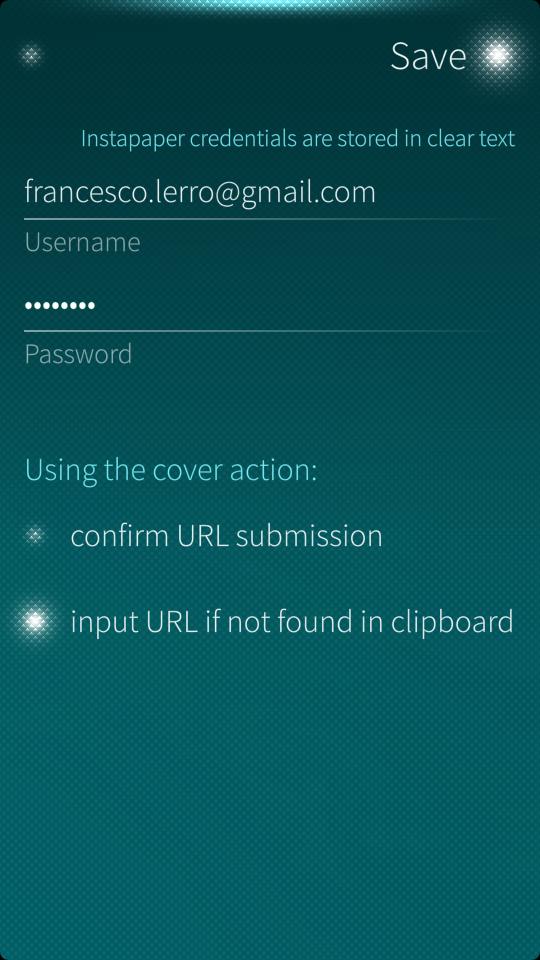 Save
Instapaper credentials are stored in clear text
francesco.lerro@gmail.com
Username
••••••••
Password
Using the cover action:
confirm URL submission
input URL if not found in clipboard